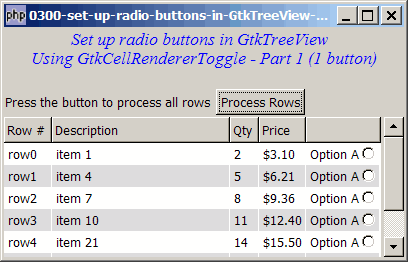 php 0300-set-up-radio-buttons-in-GtkTreeView-...
Set up radio buttons in GtkTreeView
Using GtkCellRendererToggle - Part 1 (1 button)
Press the button to process all rows Process Rows
Row # Description Qty Price
row0 item 1 2 $3.10 Option A
row1 item 4 5 $6.21 Option A
row2 item 7 8 $9.36 Option A
row3 item 10 11 $12.40 Option A
row4 item 21 14 $15.50 Option A